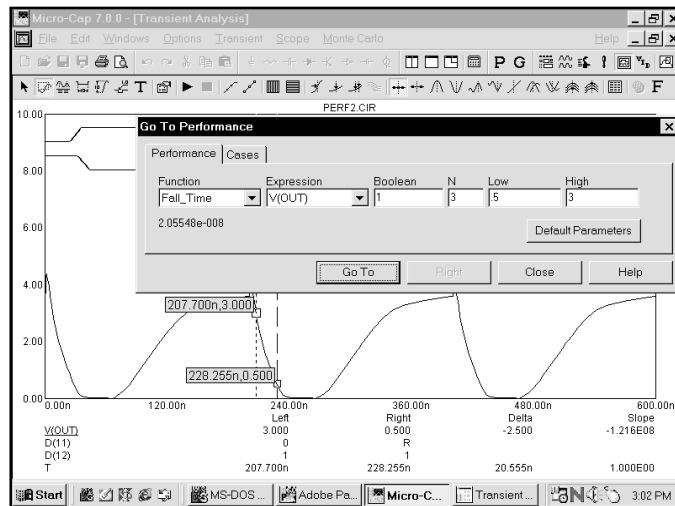 Micro-Cap 7.0.0 - [Transient Analysis]
File Edit Windows Options Transient Scope Monte Carlo Help
T P G
F
PERF2.CIR
10.00
8.00
6.00
4.00
2.00
0.00
Go To Performance
Performance Cases
Function Expression Boolean N Low High
Fall_Time V(OUT) 1 3 .5 3
2.05548e-008
Default Parameters
Go To Right Close Help
207.700n,3.000
228.255n,0.500
0.00n 120.00n 240.00n 360.00n 480.00n 600.00n
Left Right Delta Slope
V(OUT) 3.000 0.500 -2.500 -1.216E08
D(11) 0 R
D(12) 1 1
T 207.700n 228.255n 20.555n 1.000E00
Start MS-DOS ... Adobe Pa... Micro-C... Transient ... 3:02 PM